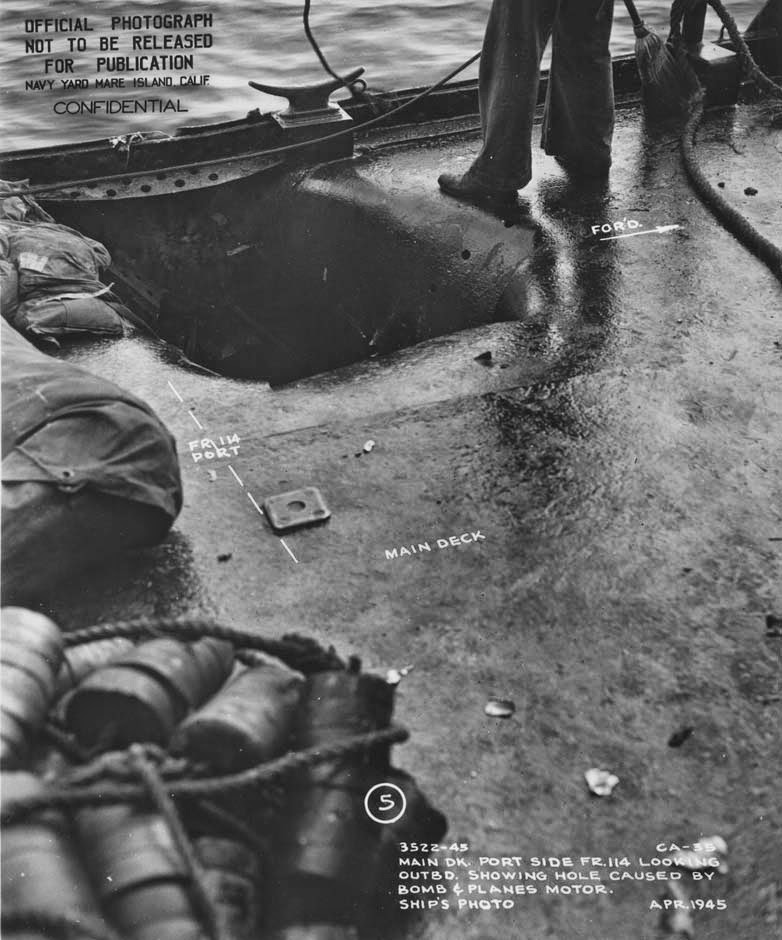 OFFICIAL PHOTOGRAPH
NOT TO BE RELEASED
FOR PUBLICATION
NAVY YARD MARE ISLAND, CALIF.
CONFIDENTIAL
FOR'D.
FR. 114
PORT
MAIN DECK
5
3522-45 CA-35
MAIN DK. PORT SIDE FR.114 LOOKING
OUTBD. SHOWING HOLE CAUSED BY
BOMB & PLANES MOTOR.
SHIP'S PHOTO APR. 1945